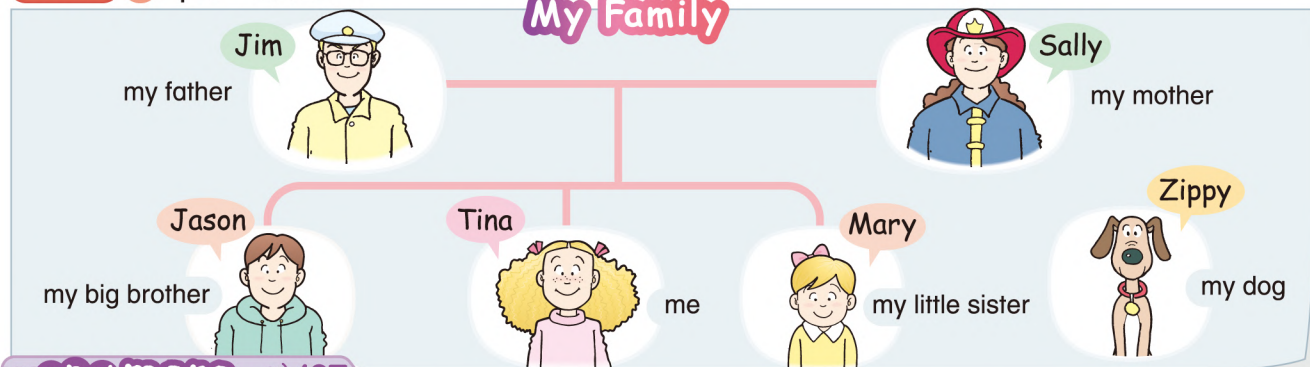 My Family
Jim
my father
Sally
my mother
Jason
my big brother
Tina
me
Mary
my little sister
Zippy
my dog